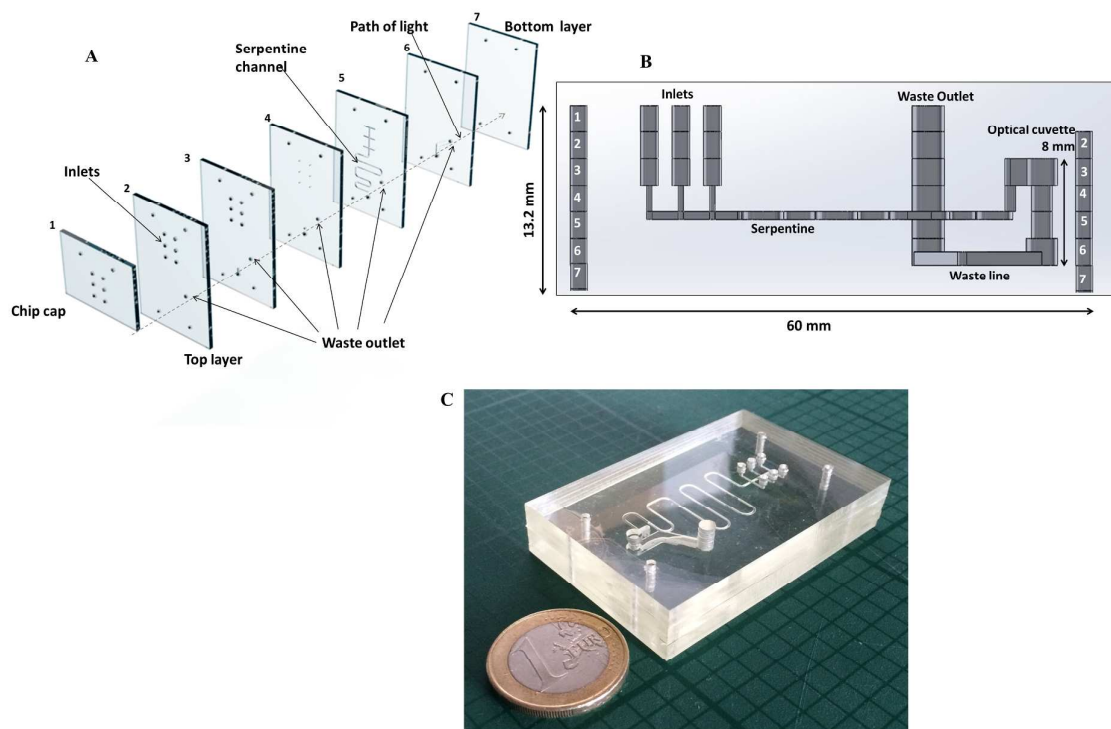 A
1
2
3
4
5
6
7
Chip cap
Inlets
Top layer
Serpentine
channel
Path of light
Bottom layer
Waste outlet
B
Inlets
Waste Outlet
Optical cuvette
8 mm
1
2
3
4
5
6
7
2
3
4
5
6
7
13.2 mm
Serpentine
Waste line
60 mm
C
1